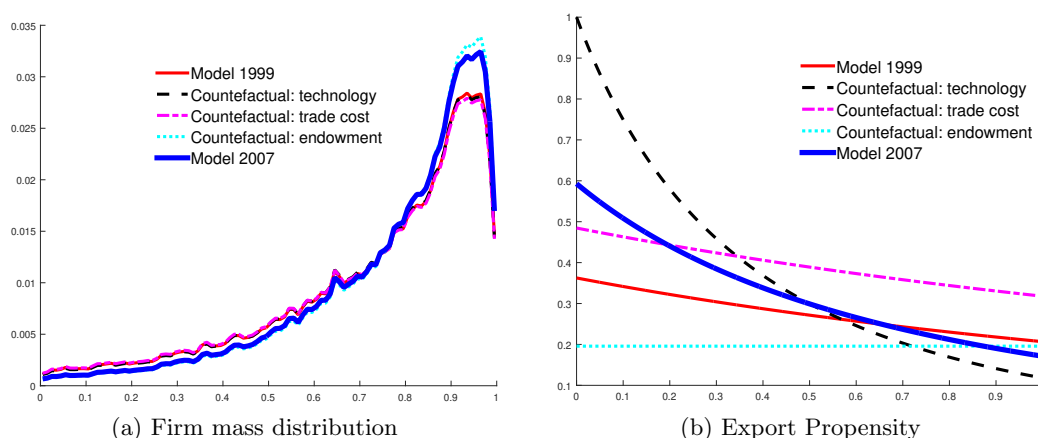 0.035
0.03
0.025
0.02
0.015
0.01
0.005
0
0 0.1 0.2 0.3 0.4 0.5 0.6 0.7 0.8 0.9 1
Model 1999
Countefactual: technology
Countefactual: trade cost
Countefactual: endowment
Model 2007
(a) Firm mass distribution
1
0.9
0.8
0.7
0.6
0.5
0.4
0.3
0.2
0.1
0 0.1 0.2 0.3 0.4 0.5 0.6 0.7 0.8 0.9
Model 1999
Countefactual: technology
Countefactual: trade cost
Countefactual: endowment
Model 2007
(b) Export Propensity